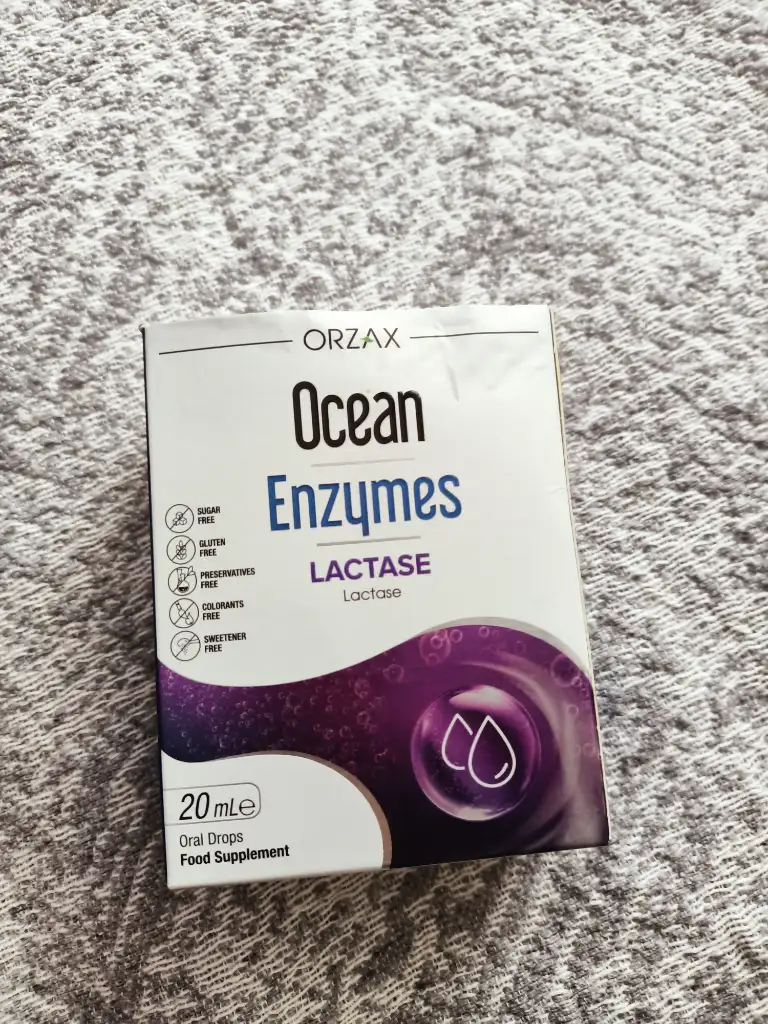 ORZAX
Ocean
Enzymes
LACTASE
Lactase
SUGAR
FREE
GLUTEN
FREE
PRESERVATIVES
FREE
COLORANTS
FREE
SWEETENER
FREE
20 mL℮
Oral Drops
Food Supplement